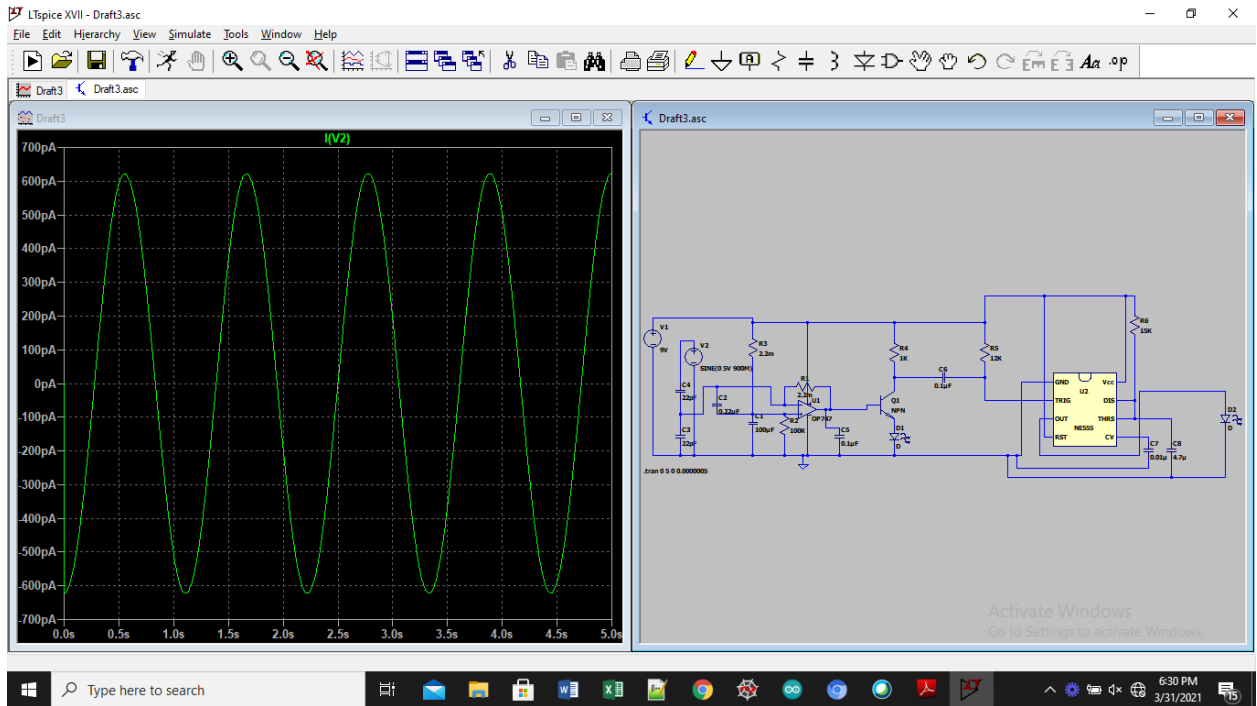 LTspice XVII - Draft3.asc
File Edit Hierarchy View Simulate Tools Window Help
Draft3 Draft3.asc
Draft3
I(V2)
700pA
600pA
500pA
400pA
300pA
200pA
100pA
0pA
-100pA
-200pA
-300pA
-400pA
-500pA
-600pA
-700pA
0.0s 0.5s 1.0s 1.5s 2.0s 2.5s 3.0s 3.5s 4.0s 4.5s 5.0s
Draft3.asc
V1
9V
V2
SINE(0 5V 900M)
R3
2.2m
C4
22pF
C2
0.22uF
C3
22pF
C1
100µF
R1
2.2m
U1
OP747
R2
100K
C5
0.1µF
R4
1K
Q1
NPN
D1
D
C6
0.1µF
R5
12K
R6
15K
GND Vcc
U2
TRIG DIS
OUT THRS
NE555
RST CV
C7
0.01µ
C8
4.7µ
D2
D
.tran 0 5 0 0.0000005
Activate Windows
Go to Settings to activate Windows.
Type here to search
6:30 PM
3/31/2021
15